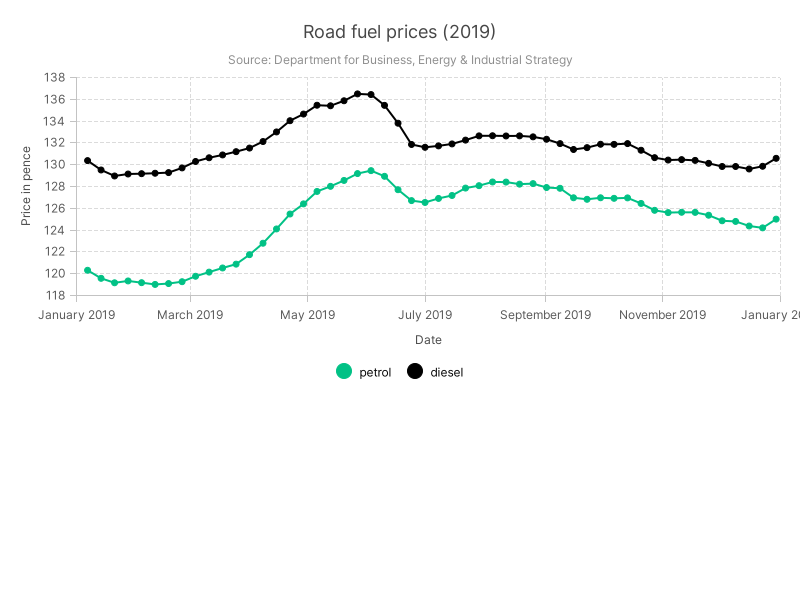 Road fuel prices (2019)
Source: Department for Business, Energy & Industrial Strategy
138
136
134
132
130
128
126
124
122
120
118
Price in pence
January 2019 March 2019 May 2019 July 2019 September 2019 November 2019 January 20
Date
petrol diesel